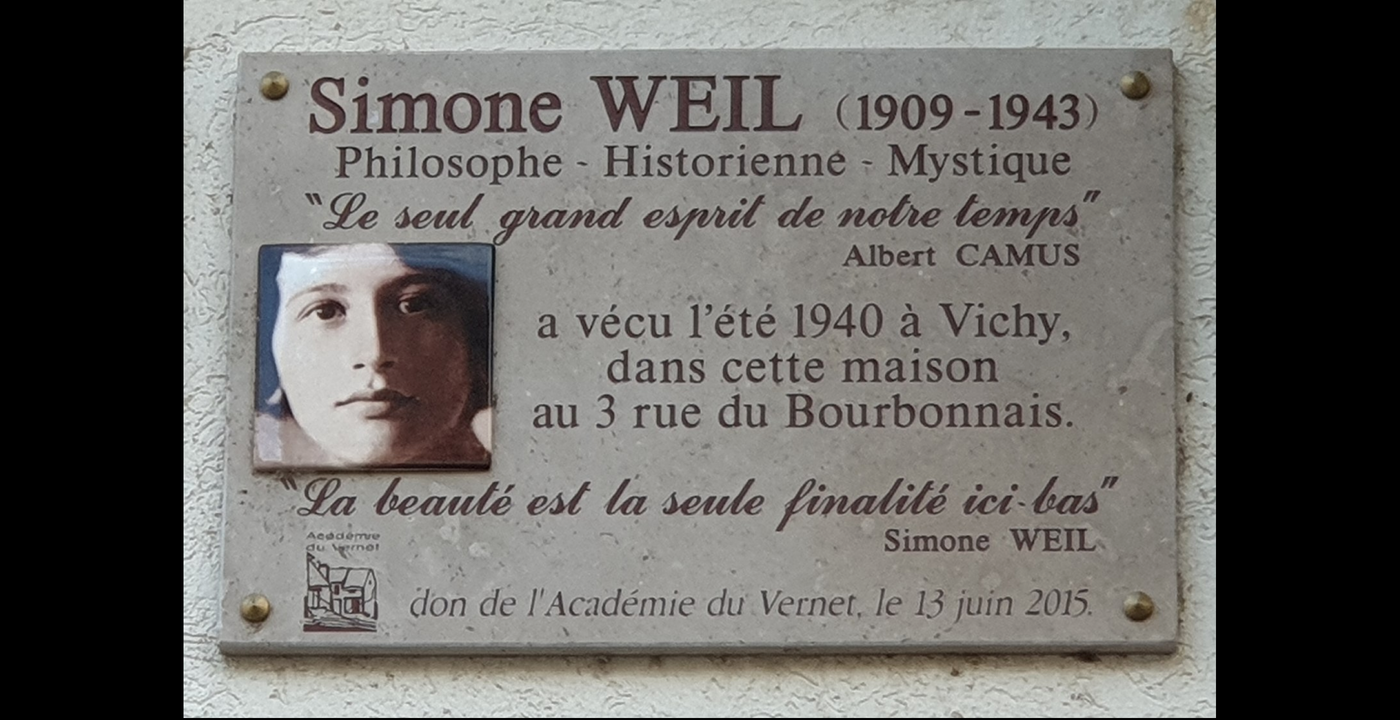 Simone WEIL (1909-1943)
Philosophe - Historienne - Mystique
"Le seul grand esprit de notre temps"
Albert CAMUS
a vécu l'été 1940 à Vichy,
dans cette maison
au 3 rue du Bourbonnais.
"La beauté est la seule finalité ici-bas"
Simone WEIL
Académie
du Vernet
don de l'Académie du Vernet, le 13 juin 2015.